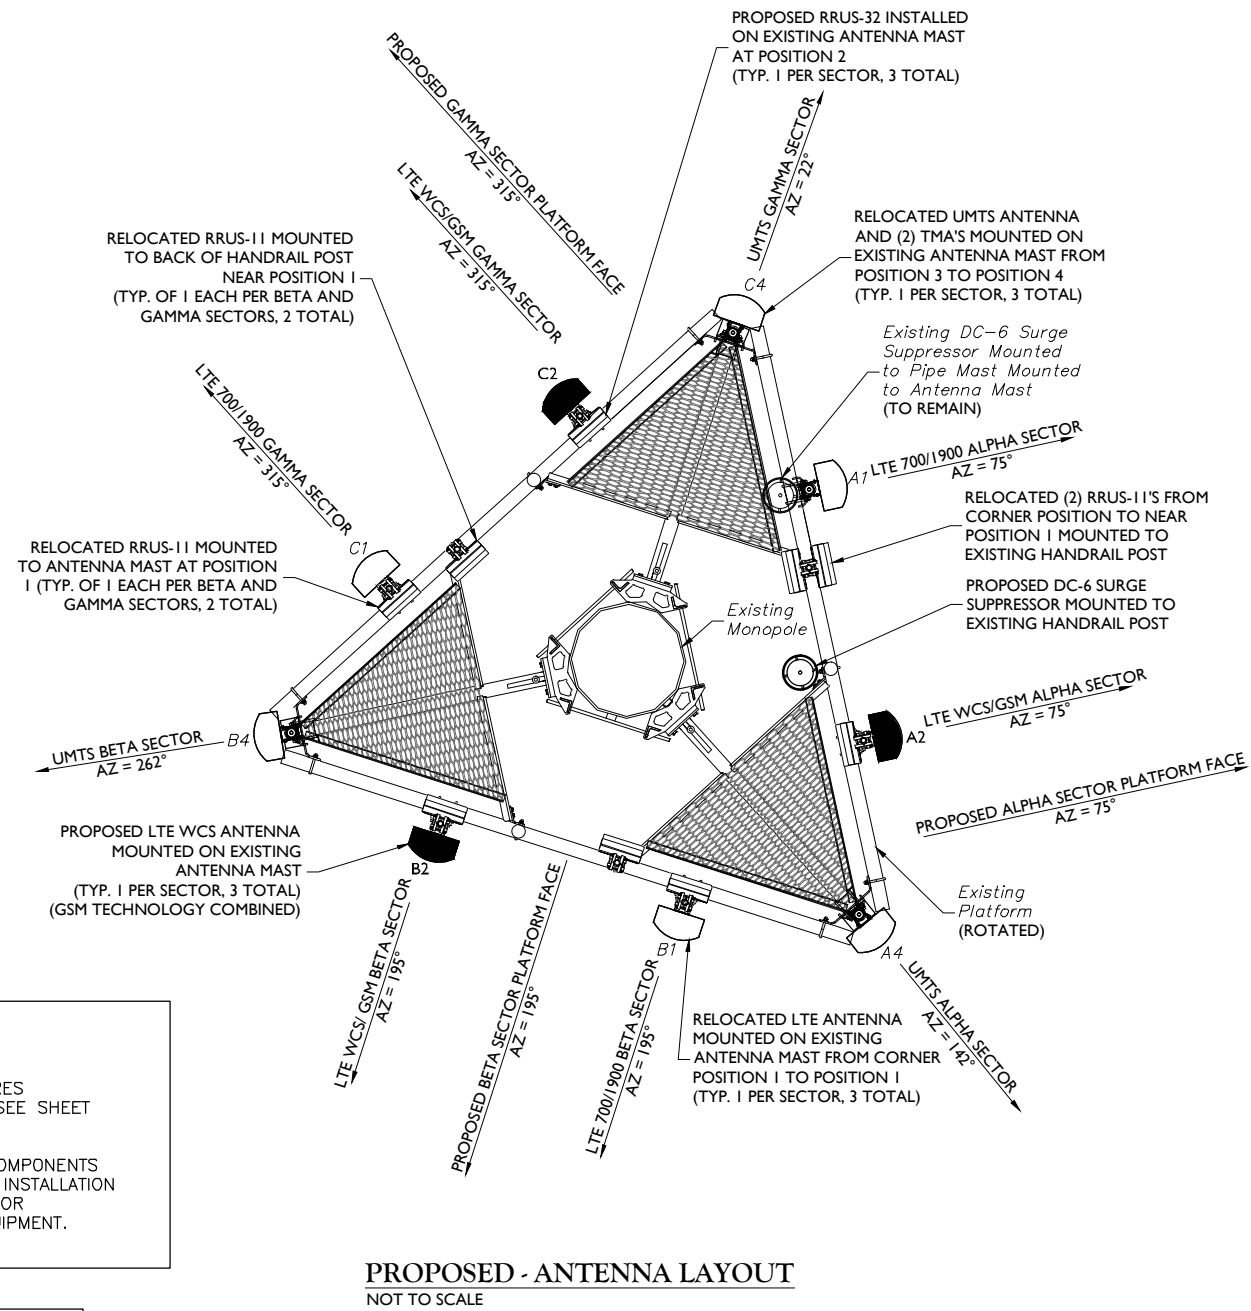 PROPOSED RRUS-32 INSTALLED
ON EXISTING ANTENNA MAST
AT POSITION 2
(TYP. 1 PER SECTOR, 3 TOTAL)
PROPOSED GAMMA SECTOR PLATFORM FACE
AZ = 315°
LTE WCS/GSM GAMMA SECTOR
AZ = 315°
UMTS GAMMA SECTOR
AZ = 22°
RELOCATED UMTS ANTENNA
AND (2) TMA'S MOUNTED ON
EXISTING ANTENNA MAST FROM
POSITION 3 TO POSITION 4
(TYP. 1 PER SECTOR, 3 TOTAL)
RELOCATED RRUS-11 MOUNTED
TO BACK OF HANDRAIL POST
NEAR POSITION 1
(TYP. OF 1 EACH PER BETA AND
GAMMA SECTORS, 2 TOTAL)
C4
Existing DC-6 Surge
Suppressor Mounted
to Pipe Mast Mounted
to Antenna Mast
(TO REMAIN)
C2
LTE 700/1900 GAMMA SECTOR
AZ = 315°
A1
LTE 700/1900 ALPHA SECTOR
AZ = 75°
RELOCATED (2) RRUS-11'S FROM
CORNER POSITION TO NEAR
POSITION 1 MOUNTED TO
EXISTING HANDRAIL POST
C1
RELOCATED RRUS-11 MOUNTED
TO ANTENNA MAST AT POSITION
1 (TYP. OF 1 EACH PER BETA AND
GAMMA SECTORS, 2 TOTAL)
PROPOSED DC-6 SURGE
SUPPRESSOR MOUNTED TO
EXISTING HANDRAIL POST
Existing
Monopole
LTE WCS/GSM ALPHA SECTOR
AZ = 75°
A2
B4
UMTS BETA SECTOR
AZ = 262°
PROPOSED ALPHA SECTOR PLATFORM FACE
AZ = 75°
PROPOSED LTE WCS ANTENNA
MOUNTED ON EXISTING
ANTENNA MAST
(TYP. 1 PER SECTOR, 3 TOTAL)
(GSM TECHNOLOGY COMBINED)
B2
Existing
Platform
(ROTATED)
B1
A4
LTE WCS/ GSM BETA SECTOR
AZ = 195°
PROPOSED BETA SECTOR PLATFORM FACE
AZ = 195°
LTE 700/1900 BETA SECTOR
AZ = 195°
UMTS ALPHA SECTOR
AZ = 142°
RELOCATED LTE ANTENNA
MOUNTED ON EXISTING
ANTENNA MAST FROM CORNER
POSITION 1 TO POSITION 1
(TYP. 1 PER SECTOR, 3 TOTAL)
RES
SEE SHEET
OMPONENTS
INSTALLATION
OR
UIPMENT.
PROPOSED - ANTENNA LAYOUT
NOT TO SCALE